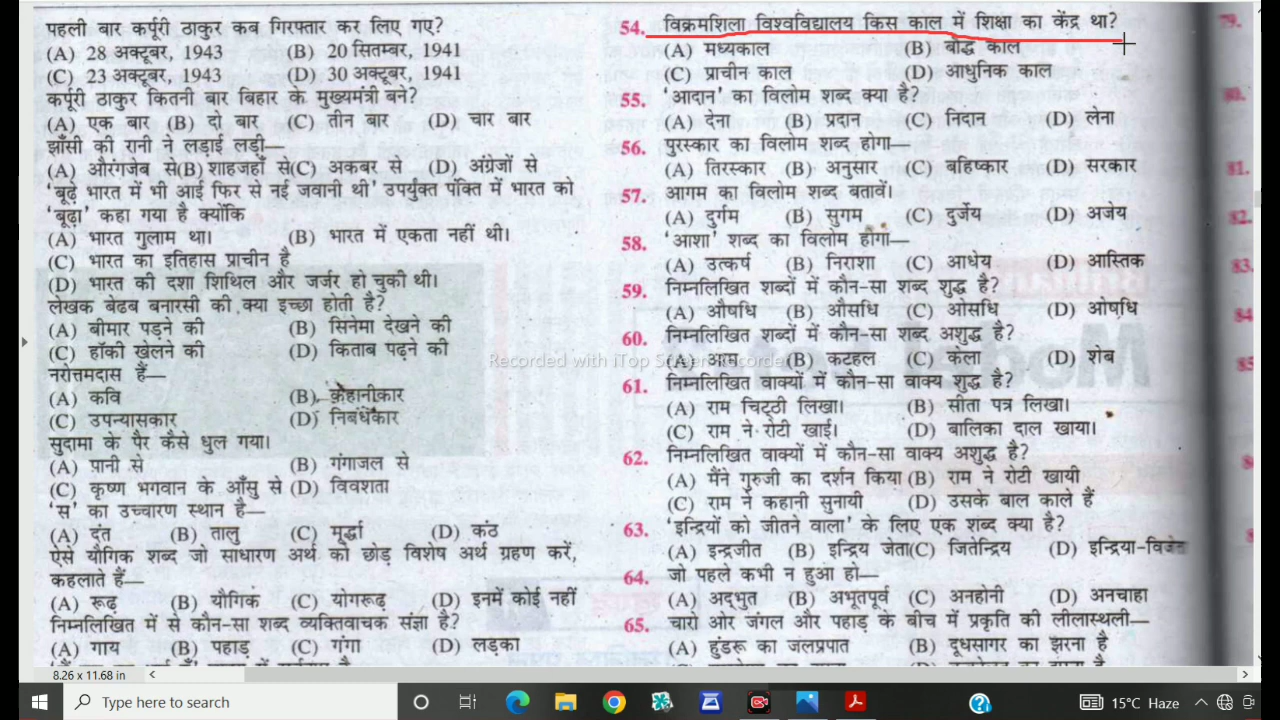 पहली बार कर्पूरी ठाकुर कब गिरफ्तार कर लिए गए?
(A) 28 अक्टूबर, 1943 (B) 20 सितम्बर, 1941
(C) 23 अक्टूबर, 1943 (D) 30 अक्टूबर, 1941
कर्पूरी ठाकुर कितनी बार बिहार के मुख्यमंत्री बने?
(A) एक बार (B) दो बार (C) तीन बार (D) चार बार
झाँसी की रानी ने लड़ाई लड़ी—
(A) औरंगजेब से(B) शाहजहाँ से(C) अकबर से (D) अंग्रेजों से
'बूढ़े भारत में भी आई फिर से नई जवानी थी' उपर्युक्त पंक्ति में भारत को
'बूढ़ा' कहा गया है क्योंकि
(A) भारत गुलाम था। (B) भारत में एकता नहीं थी।
(C) भारत का इतिहास प्राचीन है
(D) भारत की दशा शिथिल और जर्जर हो चुकी थी।
लेखक बेढब बनारसी की क्या इच्छा होती है?
(A) बीमार पड़ने की (B) सिनेमा देखने की
(C) हॉकी खेलने की (D) किताब पढ़ने की
नरोत्तमदास हैं—
(A) कवि (B) कहानीकार
(C) उपन्यासकार (D) निबंधकार
सुदामा के पैर कैसे धुल गया।
(A) पानी से (B) गंगाजल से
(C) कृष्ण भगवान के आँसु से (D) विवशता
'स' का उच्चारण स्थान है—
(A) दंत (B) तालु (C) मूर्द्धा (D) कंठ
ऐसे यौगिक शब्द जो साधारण अर्थ को छोड़ विशेष अर्थ ग्रहण करें,
कहलाते हैं—
(A) रूढ़ (B) यौगिक (C) योगरूढ़ (D) इनमें कोई नहीं
निम्नलिखित में से कौन-सा शब्द व्यक्तिवाचक संज्ञा है?
(A) गाय (B) पहाड़ (C) गंगा (D) लड़का
54. विक्रमशिला विश्वविद्यालय किस काल में शिक्षा का केंद्र था?
(A) मध्यकाल (B) बौद्ध काल
(C) प्राचीन काल (D) आधुनिक काल
55. 'आदान' का विलोम शब्द क्या है?
(A) देना (B) प्रदान (C) निदान (D) लेना
56. पुरस्कार का विलोम शब्द होगा—
(A) तिरस्कार (B) अनुसार (C) बहिष्कार (D) सरकार
57. आगम का विलोम शब्द बतावें।
(A) दुर्गम (B) सुगम (C) दुर्जेय (D) अजेय
58. 'आशा' शब्द का विलोम होगा—
(A) उत्कर्ष (B) निराशा (C) आधेय (D) आस्तिक
59. निम्नलिखित शब्दों में कौन-सा शब्द शुद्ध है?
(A) औषधि (B) औसधि (C) ओसधि (D) ओषधि
60. निम्नलिखित शब्दों में कौन-सा शब्द अशुद्ध है?
(A) आम (B) कटहल (C) केला (D) शेब
61. निम्नलिखित वाक्यों में कौन-सा वाक्य शुद्ध है?
(A) राम चिट्ठी लिखा। (B) सीता पत्र लिखा।
(C) राम ने रोटी खाई। (D) बालिका दाल खाया।
62. निम्नलिखित वाक्यों में कौन-सा वाक्य अशुद्ध है?
(A) मैंने गुरुजी का दर्शन किया (B) राम ने रोटी खायी
(C) राम ने कहानी सुनायी (D) उसके बाल काले हैं
63. 'इन्द्रियों को जीतने वाला' के लिए एक शब्द क्या है?
(A) इन्द्रजीत (B) इन्द्रिय जेता(C) जितेन्द्रिय (D) इन्द्रिया-विजेता
64. जो पहले कभी न हुआ हो—
(A) अद्भुत (B) अभूतपूर्व (C) अनहोनी (D) अनचाहा
65. चारो ओर जंगल और पहाड़ के बीच में प्रकृति की लीलास्थली—
(A) हुंडरू का जलप्रपात (B) दूधसागर का झरना है
79.
80.
81.
82.
83.
84
85
Recorded with iTop Screen Recorder
8.26 x 11.68 in
Type here to search
15°C Haze